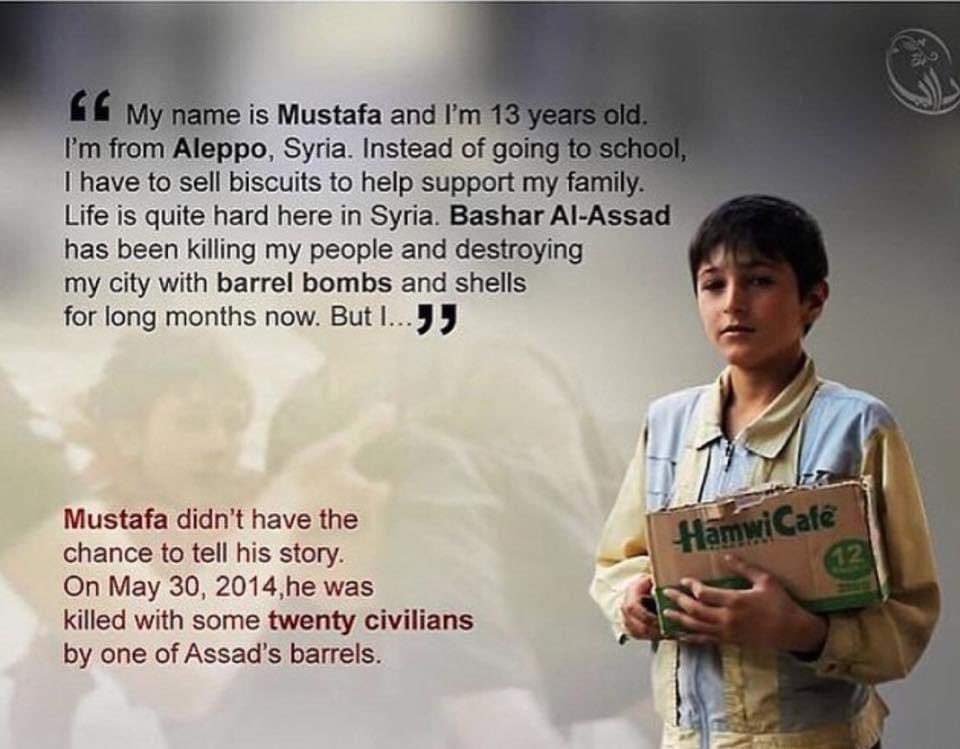 “ My name is Mustafa and I’m 13 years old.
I’m from Aleppo, Syria. Instead of going to school,
I have to sell biscuits to help support my family.
Life is quite hard here in Syria. Bashar Al-Assad
has been killing my people and destroying
my city with barrel bombs and shells
for long months now. But I... ”
HamwiCafé
12
Mustafa didn’t have the
chance to tell his story.
On May 30, 2014,he was
killed with some twenty civilians
by one of Assad’s barrels.